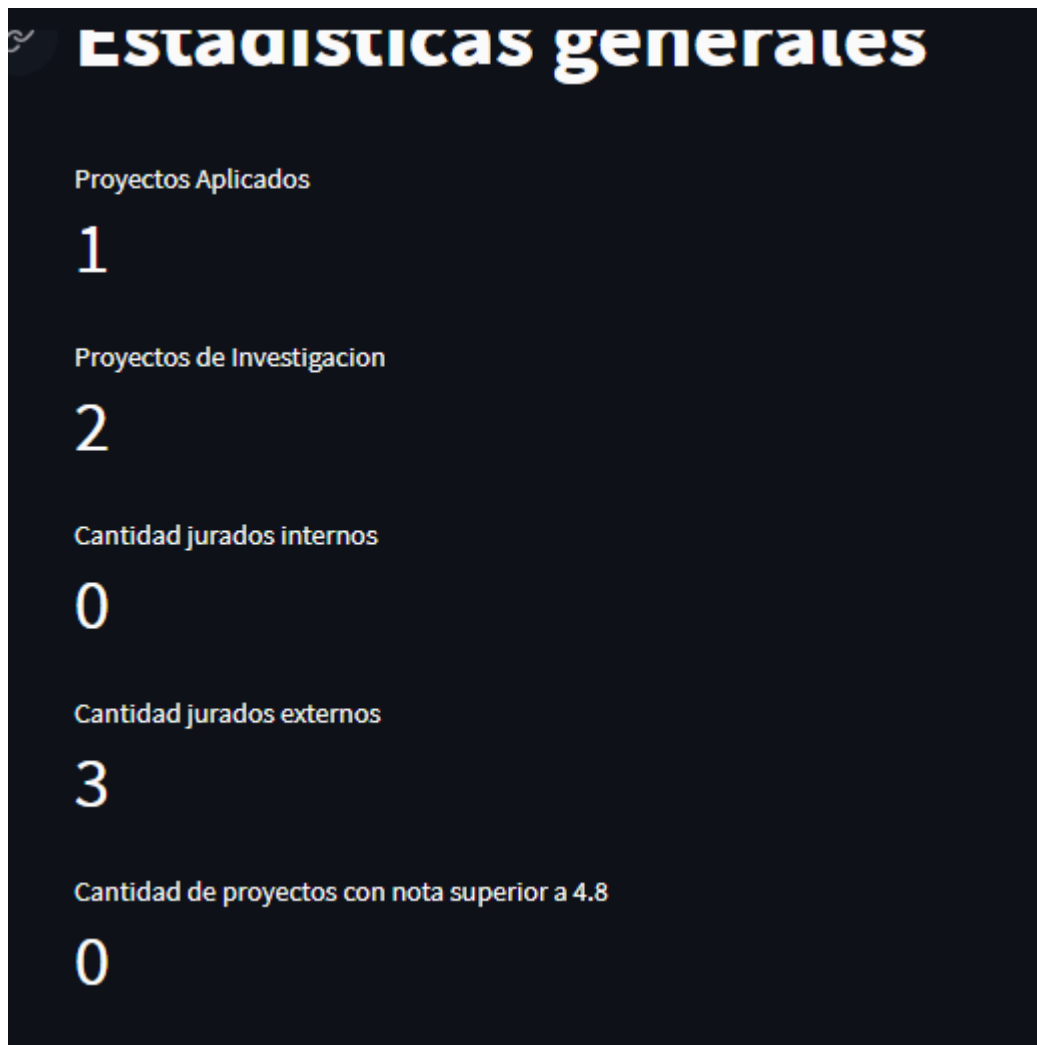 Estadísticas generales
Proyectos Aplicados
1
Proyectos de Investigacion
2
Cantidad jurados internos
0
Cantidad jurados externos
3
Cantidad de proyectos con nota superior a 4.8
0